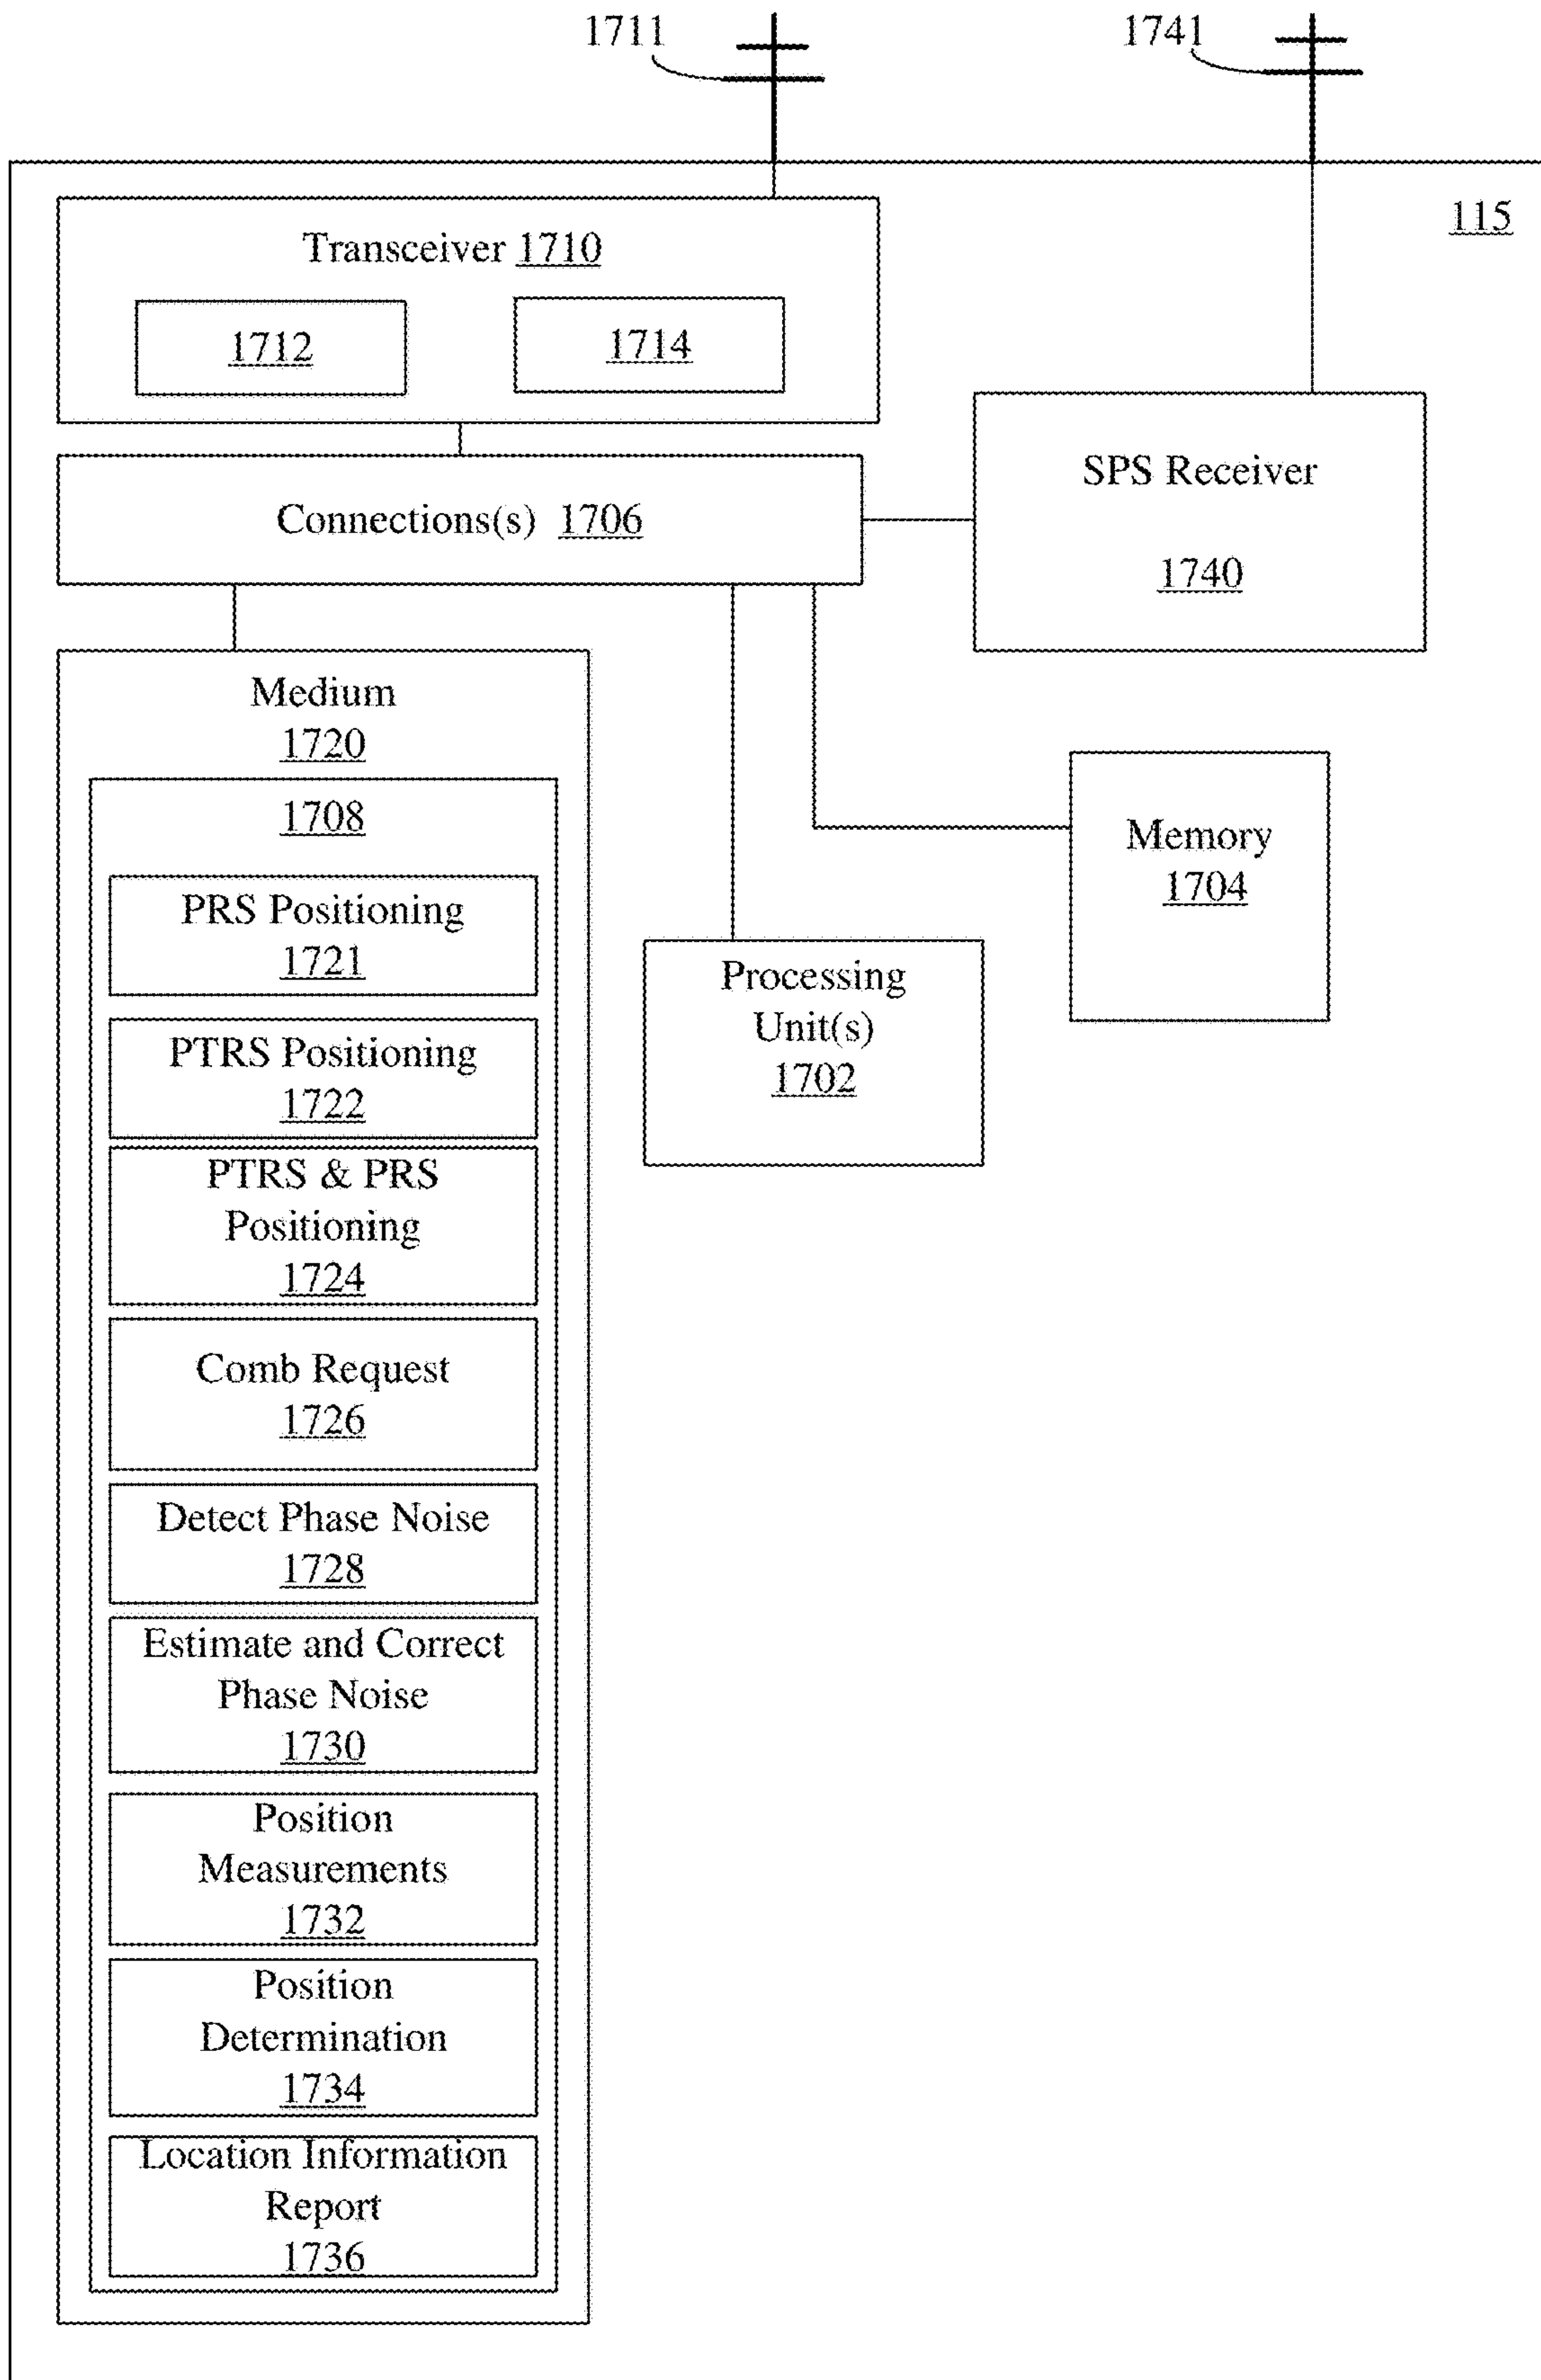 1711
1741
115
Transceiver 1710
1712
1714
Connections(s) 1706
SPS Receiver
1740
Medium
1720
1708
PRS Positioning
1721
PTRS Positioning
1722
PTRS & PRS
Positioning
1724
Comb Request
1726
Detect Phase Noise
1728
Estimate and Correct
Phase Noise
1730
Position
Measurements
1732
Position
Determination
1734
Location Information
Report
1736
Processing
Unit(s)
1702
Memory
1704